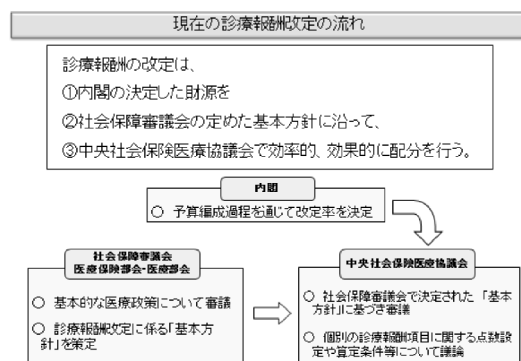 現在の診療報酬改定の流れ
診療報酬の改定は、
①内閣の決定した財源を
②社会保障審議会の定めた基本方針に沿って、
③中央社会保険医療協議会で効率的、効果的に配分を行う。
内閣
○ 予算編成過程を通じて改定率を決定
社会保障審議会
医療保険部会・医療部会
○ 基本的な医療政策について審議
○ 診療報酬改定に係る「基本方
針」を策定
中央社会保険医療協議会
○ 社会保障審議会で決定された「基本
方針」に基づき審議
○ 個別の診療報酬項目に関する点数設
定や算定条件等について議論